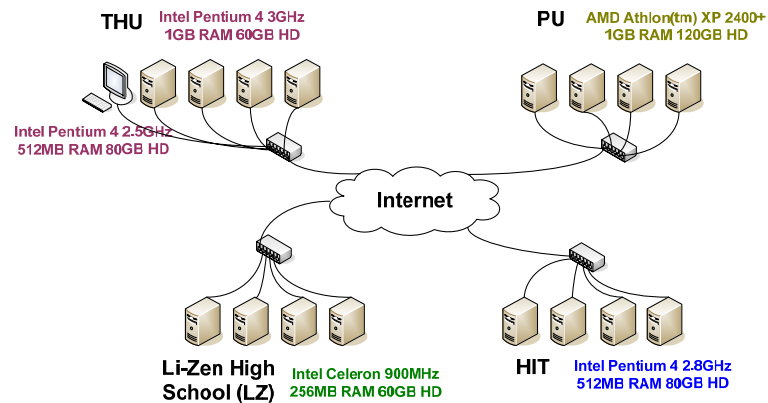 THU
Intel Pentium 4 3GHz
1GB RAM 60GB HD
PU
AMD Athlon(tm) XP 2400+
1GB RAM 120GB HD
Intel Pentium 4 2.5GHz
512MB RAM 80GB HD
Internet
Li-Zen High
School (LZ)
Intel Celeron 900MHz
256MB RAM 60GB HD
HIT
Intel Pentium 4 2.8GHz
512MB RAM 80GB HD